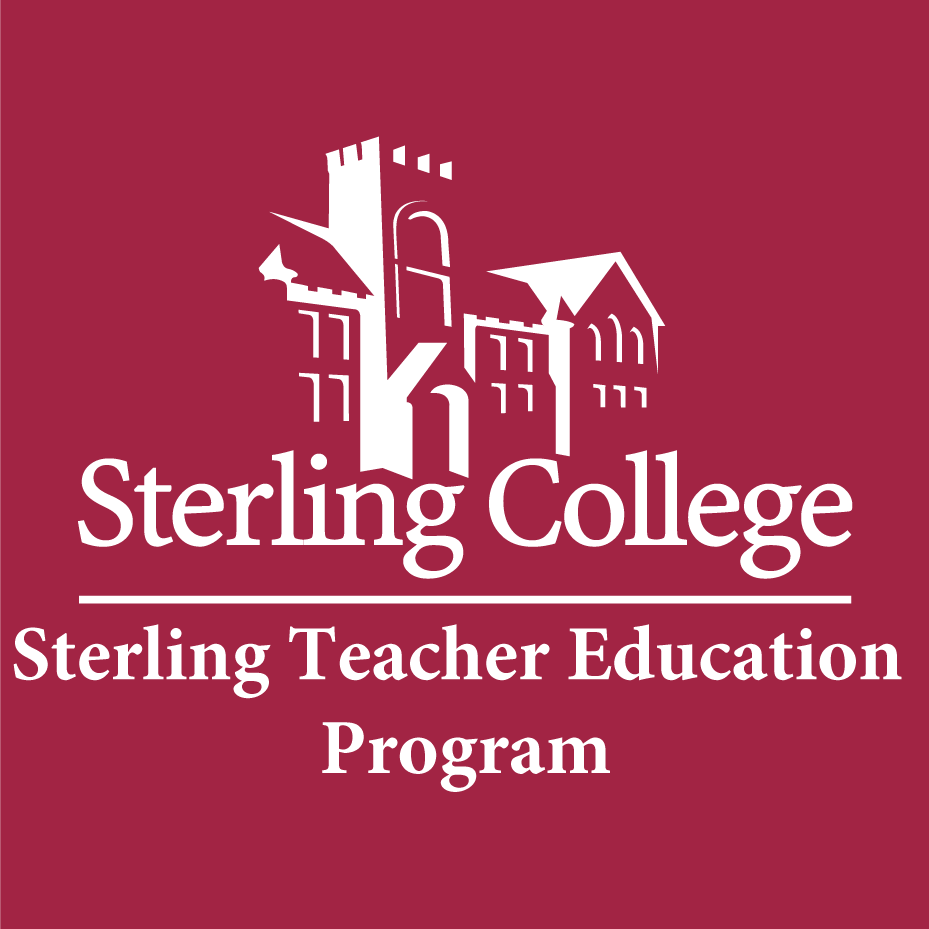 Sterling College
Sterling Teacher Education
Program